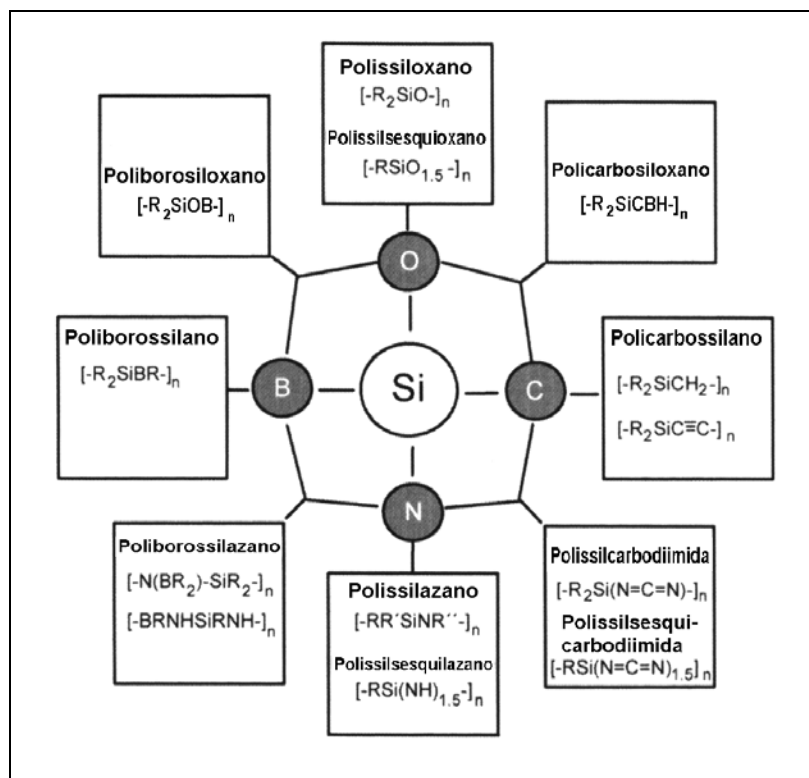 Polissiloxano
[-R₂SiO-]ₙ
Polissilsesquioxano
[-RSiO₁.₅-]ₙ
Poliborosiloxano
[-R₂SiOB-]ₙ
Policarbosiloxano
[-R₂SiCBH-]ₙ
O
Poliborossilano
[-R₂SiBR-]ₙ
B
Si
C
Policarbossilano
[-R₂SiCH₂-]ₙ
[-R₂SiC≡C-]ₙ
N
Poliborossilazano
[-N(BR₂)-SiR₂-]ₙ
[-BRNHSiRNH-]ₙ
Polissilazano
[-RR´SiNR´´-]ₙ
Polissilsesquilazano
[-RSi(NH)₁.₅-]ₙ
Polissilcarbodiimida
[-R₂Si(N=C=N)-]ₙ
Polissilsesqui-
carbodiimida
[-RSi(N=C=N)₁.₅]ₙ